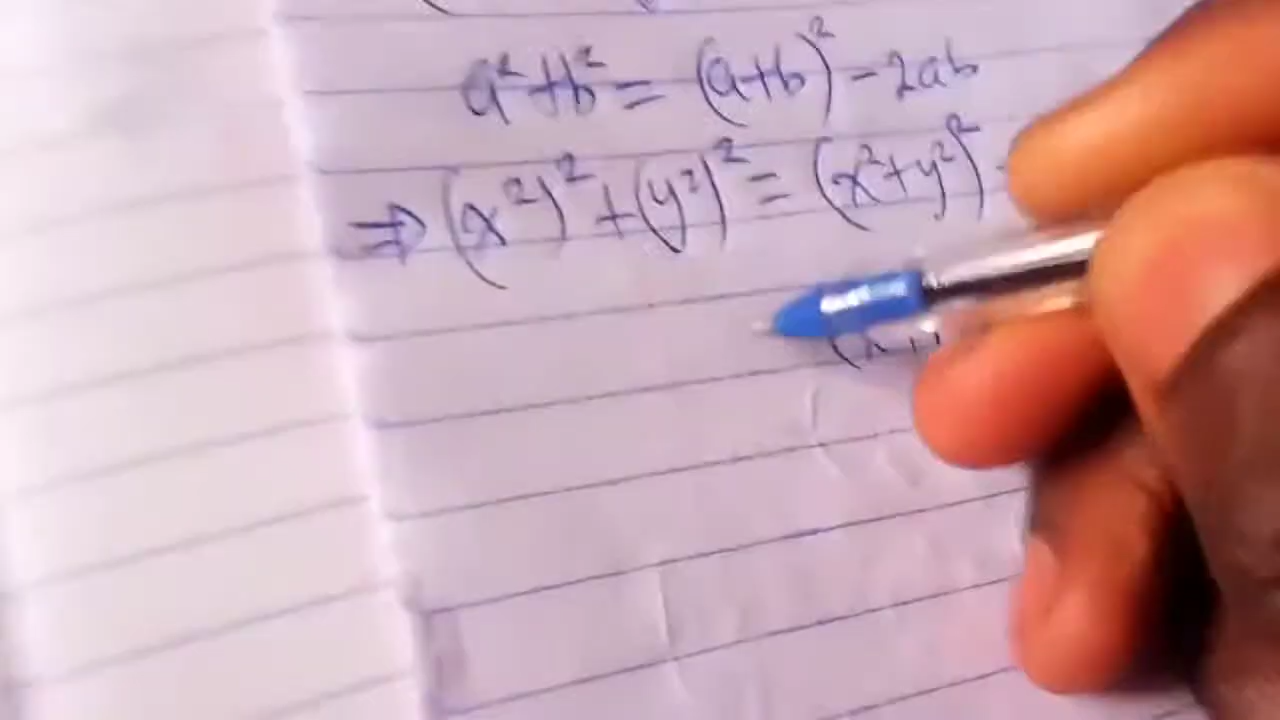 a²+b² = (a+b)² - 2ab
⇒ (x²)² + (y²)² = (x²+y²)² -
(x